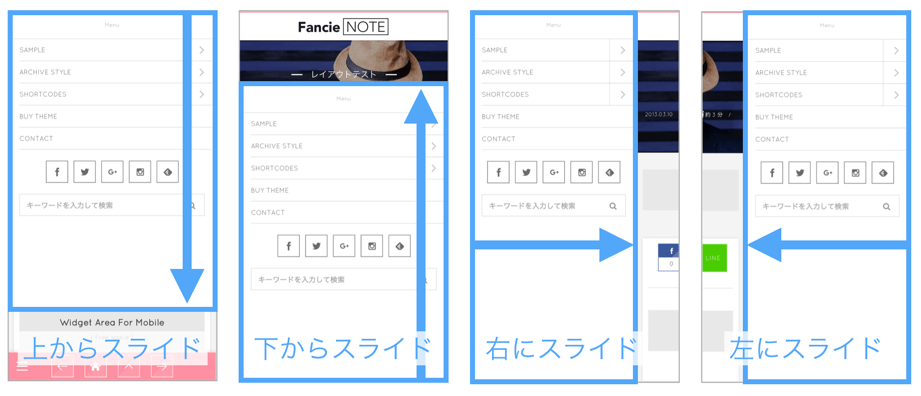 Menu
SAMPLE
ARCHIVE STYLE
SHORTCODES
BUY THEME
CONTACT
キーワードを入力して検索
Widget Area For Mobile
上からスライド
Fancie NOTE
レイアウトテスト
Menu
SAMPLE
ARCHIVE STYLE
SHORTCODES
BUY THEME
CONTACT
キーワードを入力して検索
下からスライド
Menu
SAMPLE
ARCHIVE STYLE
SHORTCODES
BUY THEME
CONTACT
キーワードを入力して検索
2013.03.10
0
右にスライド
Menu
SAMPLE
ARCHIVE STYLE
SHORTCODES
BUY THEME
CONTACT
キーワードを入力して検索
約 3 分 /
LINE
左にスライド